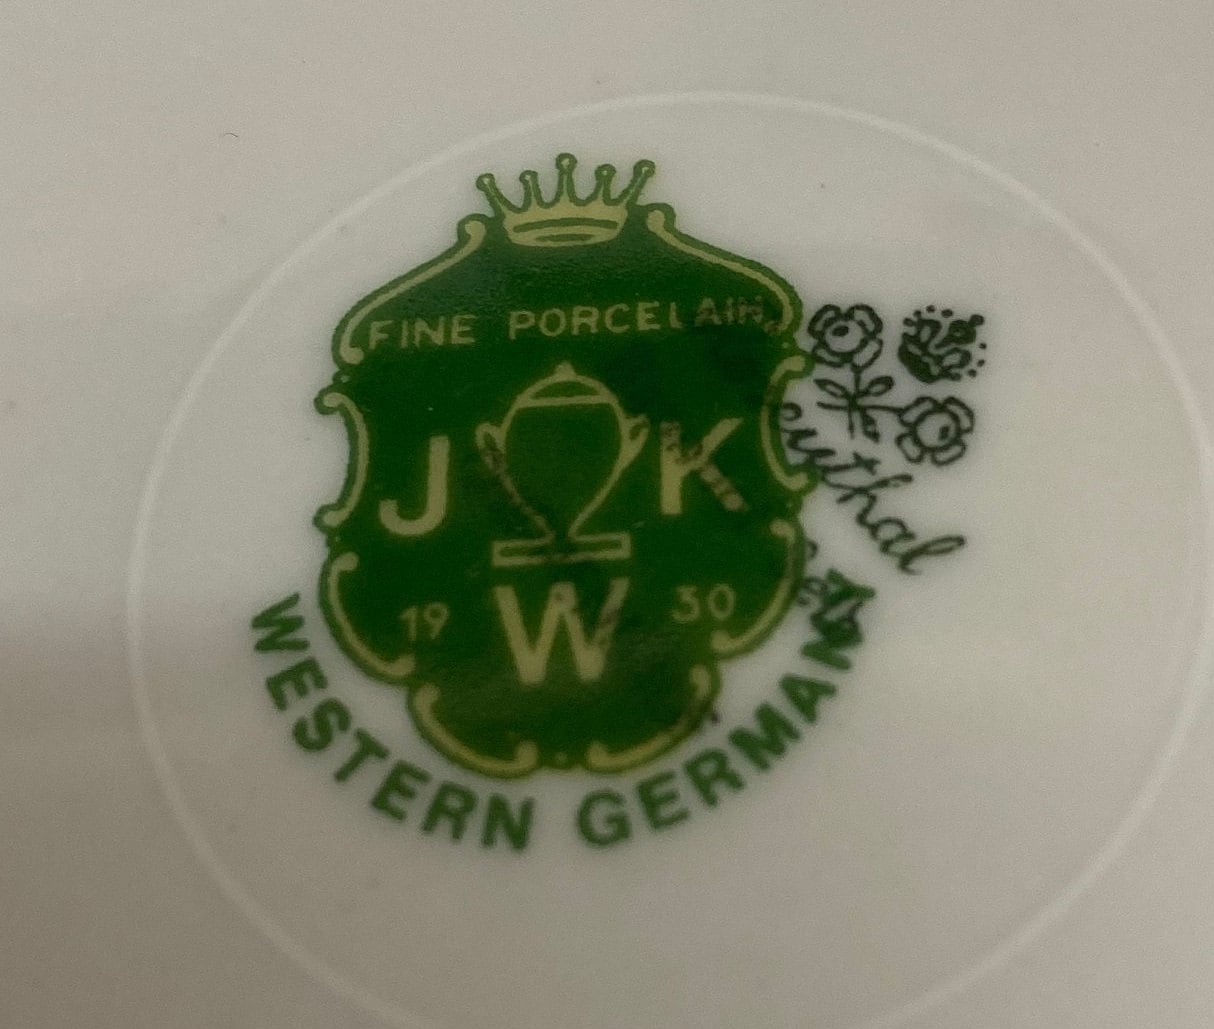 FINE PORCELAIN
J K
W
19 30
WESTERN GERMANY